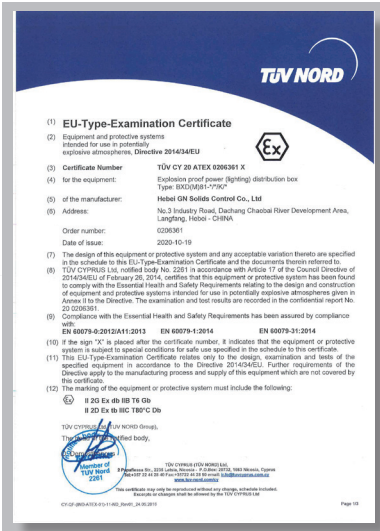 TÜV NORD
(1) EU-Type-Examination Certificate
(2) Equipment and protective systems
intended for use in potentially
explosive atmospheres, Directive 2014/34/EU
Ex
(3) Certificate Number TÜV CY 20 ATEX 0206361 X
(4) for the equipment: Explosion proof power (lighting) distribution box
Type: BXD(M)81-*/*/K/*
(5) of the manufacturer: Hebei GN Solids Control Co., Ltd
(6) Address: No.3 Industry Road, Dachang Chaobai River Development Area,
Langfang, Hebei - CHINA
Order number: 0206361
Date of issue: 2020-10-19
(7) The design of this equipment or protective system and any acceptable variation thereto are specified
in the schedule to this EU-Type-Examination Certificate and the documents therein referred to.
(8) TÜV CYPRUS Ltd, notified body No. 2261 in accordance with Article 17 of the Council Directive of
2014/34/EU of February 26, 2014, certifies that this equipment or protective system has been found
to comply with the Essential Health and Safety Requirements relating to the design and construction
of equipment and protective systems intended for use in potentially explosive atmospheres given in
Annex II to the Directive. The examination and test results are recorded in the confidential report No.
20 0206361.
(9) Compliance with the Essential Health and Safety Requirements has been assured by compliance
with:
EN 60079-0:2012/A11:2013 EN 60079-1:2014 EN 60079-31:2014
(10) If the sign "X" is placed after the certificate number, it indicates that the equipment or protective
system is subject to special conditions for safe use specified in the schedule to this certificate.
(11) This EU-Type-Examination Certificate relates only to the design, examination and tests of the
specified equipment in accordance to the Directive 2014/34/EU. Further requirements of the
Directive apply to the manufacturing process and supply of this equipment which are not covered by
this certificate.
(12) The marking of the equipment or protective system must include the following:
Ex II 2G Ex db IIB T6 Gb
II 2D Ex tb IIIC T80°C Db
TÜV CYPRUS Ltd (TÜV NORD Group),
The notified body,
Member of
TÜV Nord
2261
TÜV CYPRUS (TÜV NORD) Ltd,
www.tuv-nord.com/cy
This certificate may only be reproduced without any change, schedule included.
Excerpts or changes shall be allowed by the TÜV CYPRUS Ltd
Page 1/3